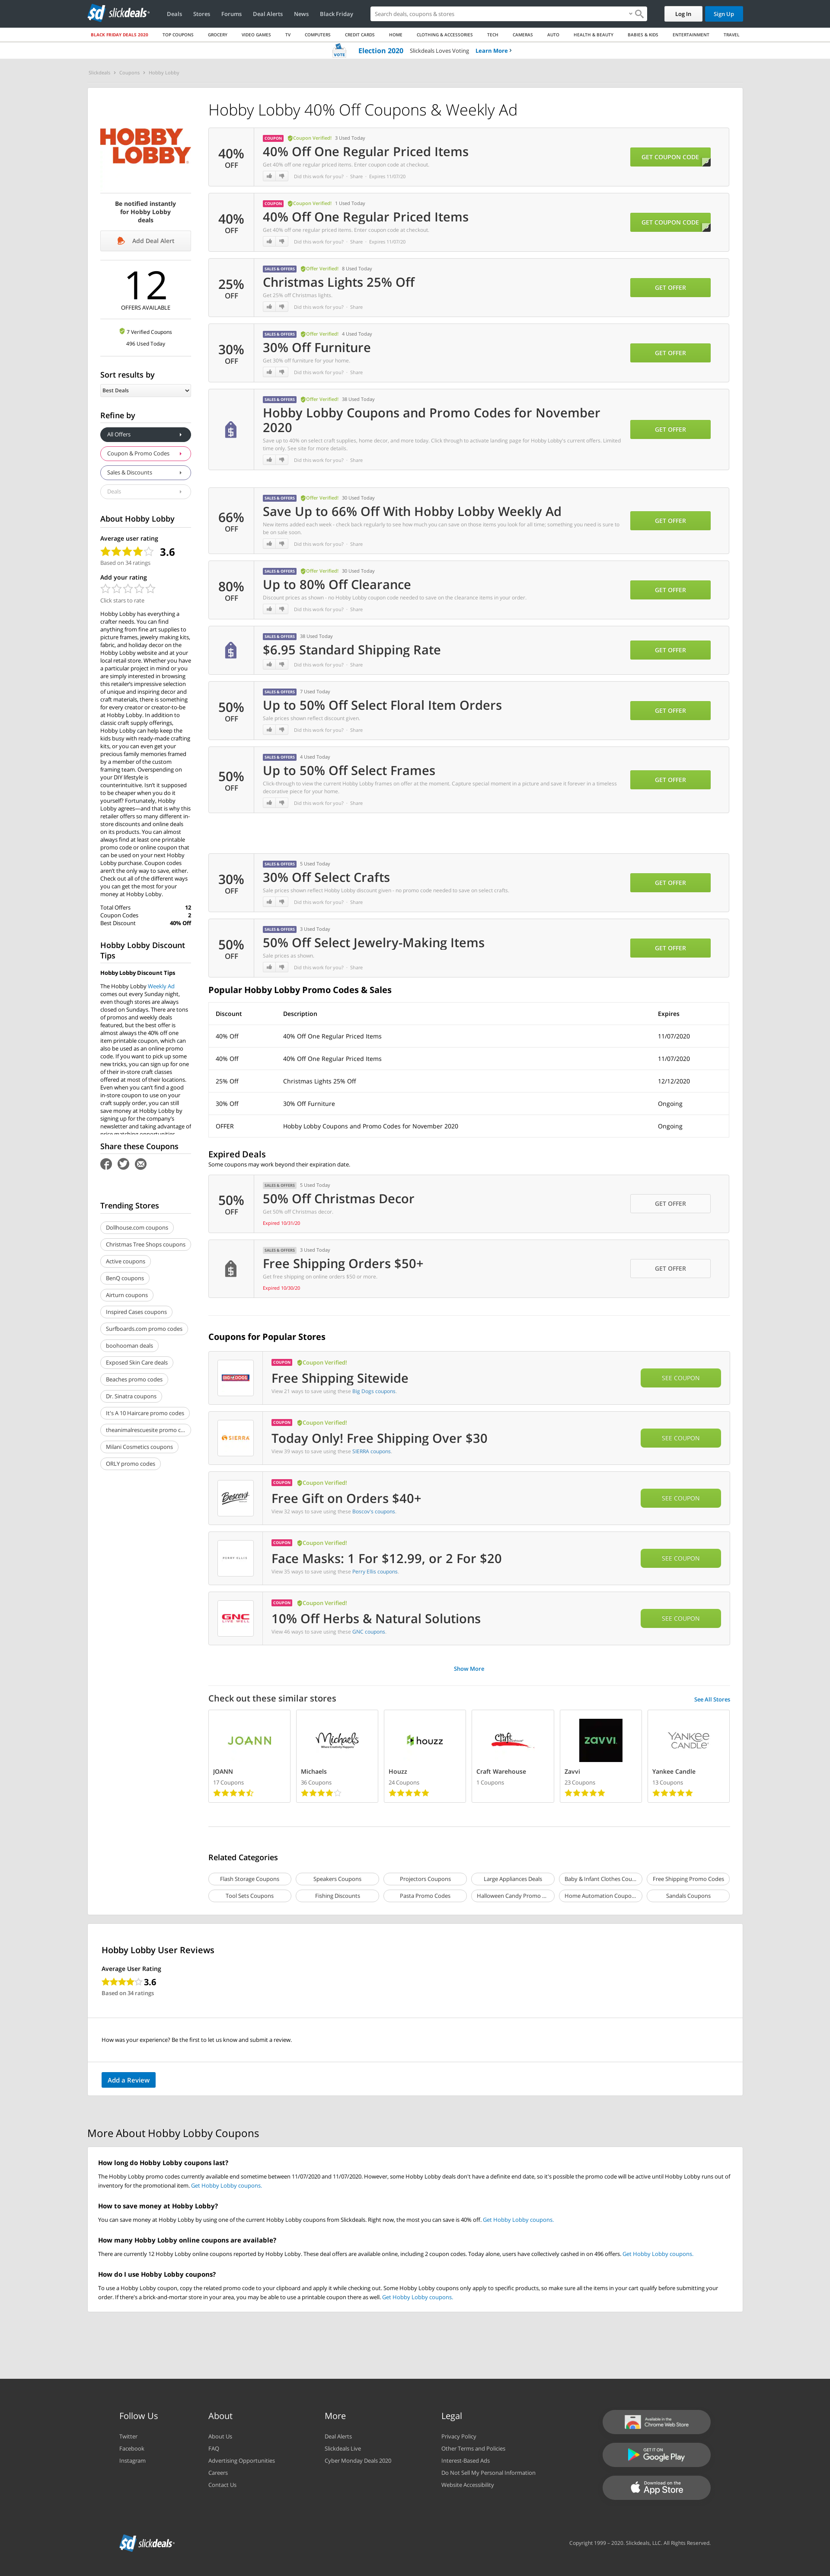 slickdeals
Deals Stores Forums Deal Alerts News Black Friday
Search deals, coupons & stores
Log In
Sign Up
BLACK FRIDAY DEALS 2020 TOP COUPONS GROCERY VIDEO GAMES TV COMPUTERS CREDIT CARDS HOME CLOTHING & ACCESSORIES TECH CAMERAS AUTO HEALTH & BEAUTY BABIES & KIDS ENTERTAINMENT TRAVEL
VOTE
Election 2020 Slickdeals Loves Voting Learn More ›
Slickdeals › Coupons › Hobby Lobby
HOBBY
LOBBY
Be notified instantly
for Hobby Lobby
deals
Add Deal Alert
12
OFFERS AVAILABLE
7 Verified Coupons
496 Used Today
Sort results by
Best Deals
Refine by
All Offers
Coupon & Promo Codes
Sales & Discounts
Deals
About Hobby Lobby
Average user rating
3.6
Based on 34 ratings
Add your rating
Click stars to rate
Hobby Lobby has everything a
crafter needs. You can find
anything from fine art supplies to
picture frames, jewelry making kits,
fabric, and holiday decor on the
Hobby Lobby website and at your
local retail store. Whether you have
a particular project in mind or you
are simply interested in browsing
this retailer's impressive selection
of unique and inspiring decor and
craft materials, there is something
for every creator or creator-to-be
at Hobby Lobby. In addition to
classic craft supply offerings,
Hobby Lobby can help keep the
kids busy with ready-made crafting
kits, or you can even get your
precious family memories framed
by a member of the custom
framing team. Overspending on
your DIY lifestyle is
counterintuitive. Isn't it supposed
to be cheaper when you do it
yourself? Fortunately, Hobby
Lobby agrees—and that is why this
retailer offers so many different in-
store discounts and online deals
on its products. You can almost
always find at least one printable
promo code or online coupon that
can be used on your next Hobby
Lobby purchase. Coupon codes
aren't the only way to save, either.
Check out all of the different ways
you can get the most for your
money at Hobby Lobby.
Total Offers 12
Coupon Codes 2
Best Discount 40% Off
Hobby Lobby Discount
Tips
Hobby Lobby Discount Tips
The Hobby Lobby Weekly Ad
comes out every Sunday night,
even though stores are always
closed on Sundays. There are tons
of promos and weekly deals
featured, but the best offer is
almost always the 40% off one
item printable coupon, which can
also be used as an online promo
code. If you want to pick up some
new tricks, you can sign up for one
of their in-store craft classes
offered at most of their locations.
Even when you can't find a good
in-store coupon to use on your
craft supply order, you can still
save money at Hobby Lobby by
signing up for the company's
newsletter and taking advantage of
price matching opportunities
Share these Coupons
Trending Stores
Dollhouse.com coupons
Christmas Tree Shops coupons
Active coupons
BenQ coupons
Airturn coupons
Inspired Cases coupons
Surfboards.com promo codes
boohooman deals
Exposed Skin Care deals
Beaches promo codes
Dr. Sinatra coupons
It's A 10 Haircare promo codes
theanimalrescuesite promo c...
Milani Cosmetics coupons
ORLY promo codes
Hobby Lobby 40% Off Coupons & Weekly Ad
40% OFF
COUPON Coupon Verified! 3 Used Today
40% Off One Regular Priced Items
Get 40% off one regular priced items. Enter coupon code at checkout.
Did this work for you? · Share · Expires 11/07/20
GET COUPON CODE
40% OFF
COUPON Coupon Verified! 1 Used Today
40% Off One Regular Priced Items
Get 40% off one regular priced items. Enter coupon code at checkout.
Did this work for you? · Share · Expires 11/07/20
GET COUPON CODE
25% OFF
SALES & OFFERS Offer Verified! 8 Used Today
Christmas Lights 25% Off
Get 25% off Christmas lights.
Did this work for you? · Share
GET OFFER
30% OFF
SALES & OFFERS Offer Verified! 4 Used Today
30% Off Furniture
Get 30% off furniture for your home.
Did this work for you? · Share
GET OFFER
SALES & OFFERS Offer Verified! 38 Used Today
Hobby Lobby Coupons and Promo Codes for November
2020
Save up to 40% on select craft supplies, home decor, and more today. Click through to activate landing page for Hobby Lobby's current offers. Limited
time only. See site for more details.
Did this work for you? · Share
GET OFFER
66% OFF
SALES & OFFERS Offer Verified! 30 Used Today
Save Up to 66% Off With Hobby Lobby Weekly Ad
New items added each week - check back regularly to see how much you can save on those items you look for all time; something you need is sure to
be on sale soon.
Did this work for you? · Share
GET OFFER
80% OFF
SALES & OFFERS Offer Verified! 30 Used Today
Up to 80% Off Clearance
Discount prices as shown - no Hobby Lobby coupon code needed to save on the clearance items in your order.
Did this work for you? · Share
GET OFFER
SALES & OFFERS 38 Used Today
$6.95 Standard Shipping Rate
Did this work for you? · Share
GET OFFER
50% OFF
SALES & OFFERS 7 Used Today
Up to 50% Off Select Floral Item Orders
Sale prices shown reflect discount given.
Did this work for you? · Share
GET OFFER
50% OFF
SALES & OFFERS 4 Used Today
Up to 50% Off Select Frames
Click through to view the current Hobby Lobby frames on offer at the moment. Capture special moment in a picture and save it forever in a timeless
decorative piece for your home.
Did this work for you? · Share
GET OFFER
30% OFF
SALES & OFFERS 5 Used Today
30% Off Select Crafts
Sale prices shown reflect Hobby Lobby discount given - no promo code needed to save on select crafts.
Did this work for you? · Share
GET OFFER
50% OFF
SALES & OFFERS 3 Used Today
50% Off Select Jewelry-Making Items
Sale prices as shown.
Did this work for you? · Share
GET OFFER
Popular Hobby Lobby Promo Codes & Sales
Discount Description Expires
40% Off 40% Off One Regular Priced Items 11/07/2020
40% Off 40% Off One Regular Priced Items 11/07/2020
25% Off Christmas Lights 25% Off 12/12/2020
30% Off 30% Off Furniture Ongoing
OFFER Hobby Lobby Coupons and Promo Codes for November 2020 Ongoing
Expired Deals
Some coupons may work beyond their expiration date.
50% OFF
SALES & OFFERS 5 Used Today
50% Off Christmas Decor
Get 50% off Christmas decor.
Expired 10/31/20
GET OFFER
SALES & OFFERS 3 Used Today
Free Shipping Orders $50+
Get free shipping on online orders $50 or more.
Expired 10/30/20
GET OFFER
Coupons for Popular Stores
BIG DOGS
COUPON Coupon Verified!
Free Shipping Sitewide
View 21 ways to save using these Big Dogs coupons.
SEE COUPON
SIERRA
COUPON Coupon Verified!
Today Only! Free Shipping Over $30
View 39 ways to save using these SIERRA coupons.
SEE COUPON
Boscov's
COUPON Coupon Verified!
Free Gift on Orders $40+
View 32 ways to save using these Boscov's coupons.
SEE COUPON
PERRY ELLIS
COUPON Coupon Verified!
Face Masks: 1 For $12.99, or 2 For $20
View 35 ways to save using these Perry Ellis coupons.
SEE COUPON
GNC
LIVE WELL
COUPON Coupon Verified!
10% Off Herbs & Natural Solutions
View 46 ways to save using these GNC coupons.
SEE COUPON
Show More
Check out these similar stores See All Stores
JOANN Michaels houzz Craft ZAVVI YANKEE CANDLE
JOANN Michaels Houzz Craft Warehouse Zavvi Yankee Candle
17 Coupons 36 Coupons 24 Coupons 1 Coupons 23 Coupons 13 Coupons
Related Categories
Flash Storage Coupons Speakers Coupons Projectors Coupons Large Appliances Deals Baby & Infant Clothes Cou... Free Shipping Promo Codes
Tool Sets Coupons Fishing Discounts Pasta Promo Codes Halloween Candy Promo ... Home Automation Coupo... Sandals Coupons
Hobby Lobby User Reviews
Average User Rating
3.6
Based on 34 ratings
How was your experience? Be the first to let us know and submit a review.
Add a Review
More About Hobby Lobby Coupons
How long do Hobby Lobby coupons last?
The Hobby Lobby promo codes currently available end sometime between 11/07/2020 and 11/07/2020. However, some Hobby Lobby deals don't have a definite end date, so it's possible the promo code will be active until Hobby Lobby runs out of
inventory for the promotional item. Get Hobby Lobby coupons.
How to save money at Hobby Lobby?
You can save money at Hobby Lobby by using one of the current Hobby Lobby coupons from Slickdeals. Right now, the most you can save is 40% off. Get Hobby Lobby coupons.
How many Hobby Lobby online coupons are available?
There are currently 12 Hobby Lobby online coupons reported by Hobby Lobby. These deal offers are available online, including 2 coupon codes. Today alone, users have collectively cashed in on 496 offers. Get Hobby Lobby coupons.
How do I use Hobby Lobby coupons?
To use a Hobby Lobby coupon, copy the related promo code to your clipboard and apply it while checking out. Some Hobby Lobby coupons only apply to specific products, so make sure all the items in your cart qualify before submitting your
order. If there's a brick-and-mortar store in your area, you may be able to use a printable coupon there as well. Get Hobby Lobby coupons.
Follow Us About More Legal
Twitter About Us Deal Alerts Privacy Policy
Facebook FAQ Slickdeals Live Other Terms and Policies
Instagram Advertising Opportunities Cyber Monday Deals 2020 Interest-Based Ads
Careers Do Not Sell My Personal Information
Contact Us Website Accessibility
Available in the
Chrome Web Store
GET IT ON
Google Play
Download on the
App Store
slickdeals
Copyright 1999 – 2020. Slickdeals, LLC. All Rights Reserved.